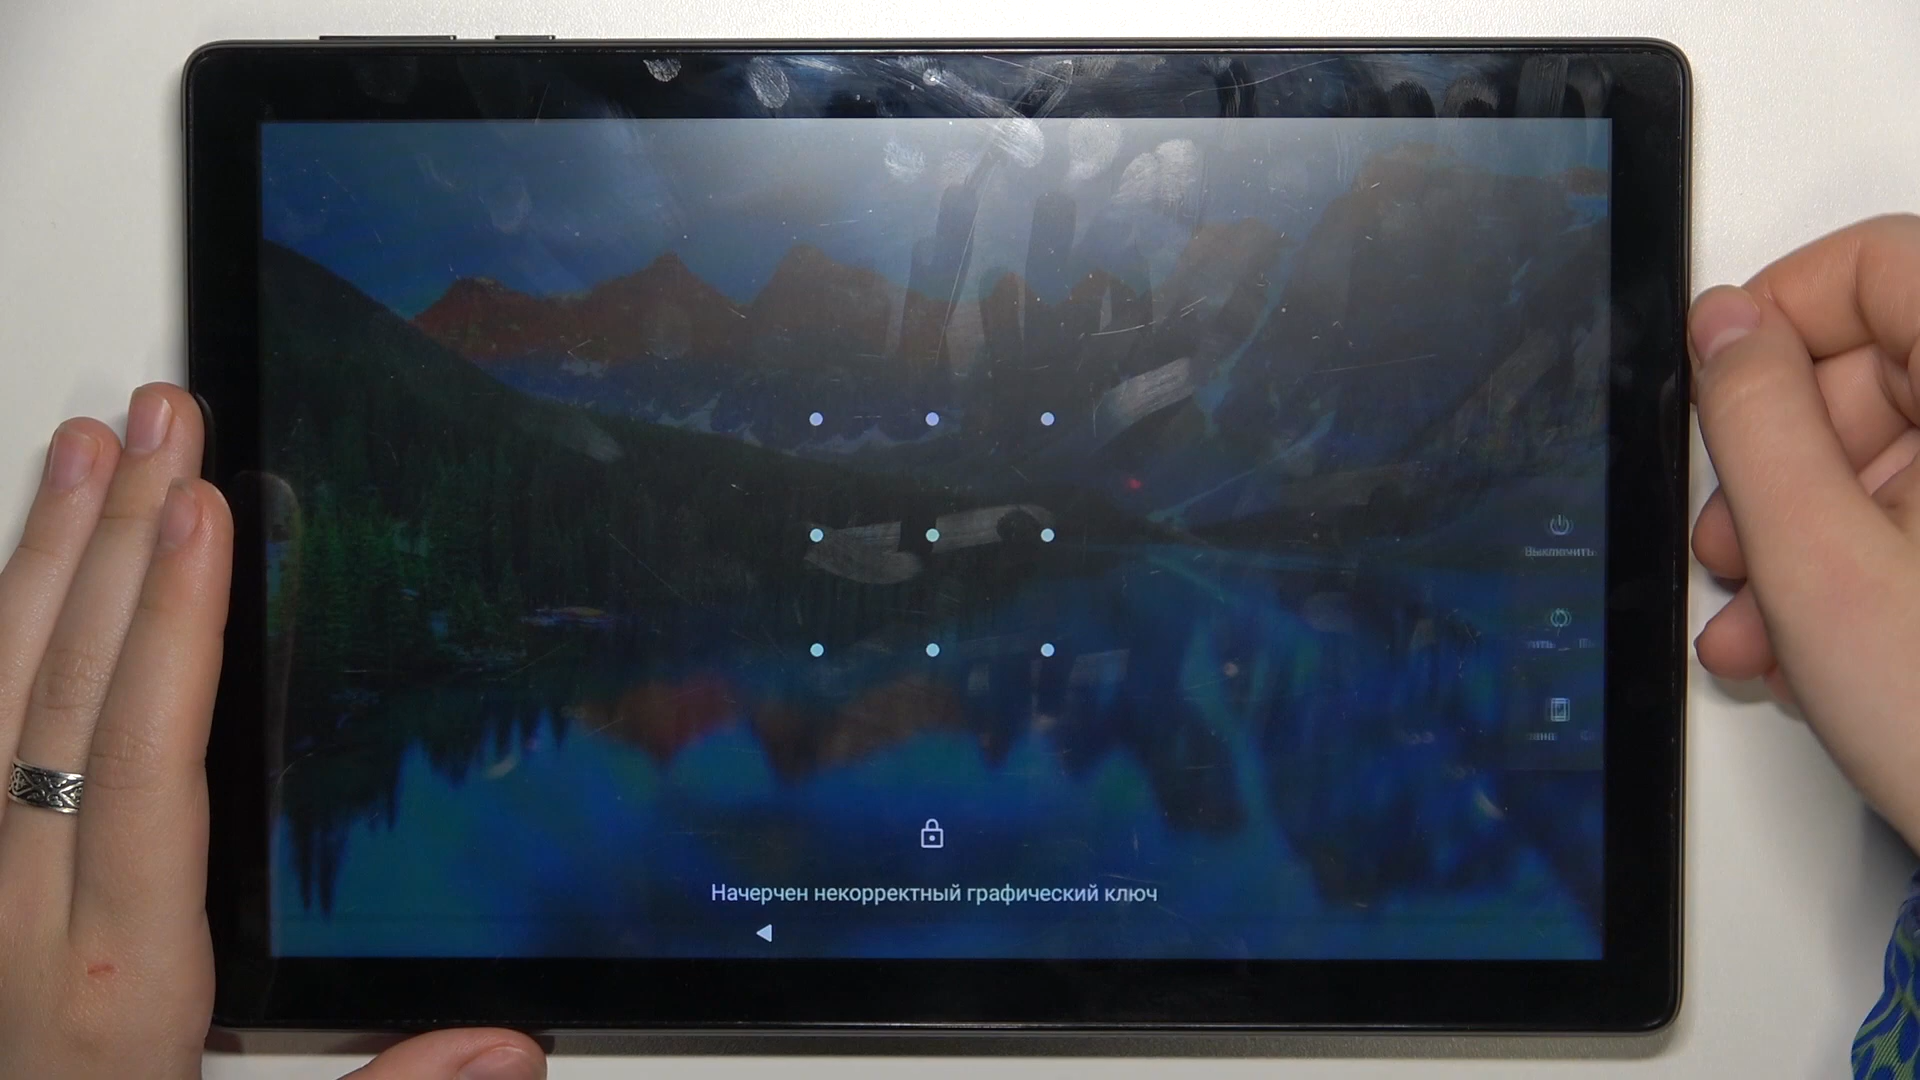 Выключить
Начерчен некорректный графический ключ